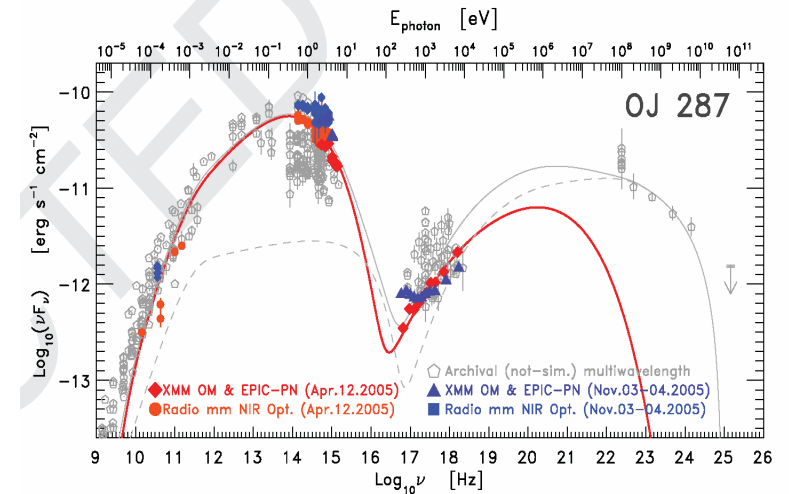 E_photon [eV]
10^-5 10^-4 10^-3 10^-2 10^-1 10^0 10^1 10^2 10^3 10^4 10^5 10^6 10^7 10^8 10^9 10^10 10^11
OJ 287
-10
-11
-12
-13
Log_10(νF_ν) [erg s^-1 cm^-2]
Archival (not-sim.) multiwavelength
XMM OM & EPIC-PN (Apr.12.2005)
XMM OM & EPIC-PN (Nov.03-04.2005)
Radio mm NIR Opt. (Apr.12.2005)
Radio mm NIR Opt. (Nov.03-04.2005)
9 10 11 12 13 14 15 16 17 18 19 20 21 22 23 24 25 26
Log_10 ν [Hz]
CTED